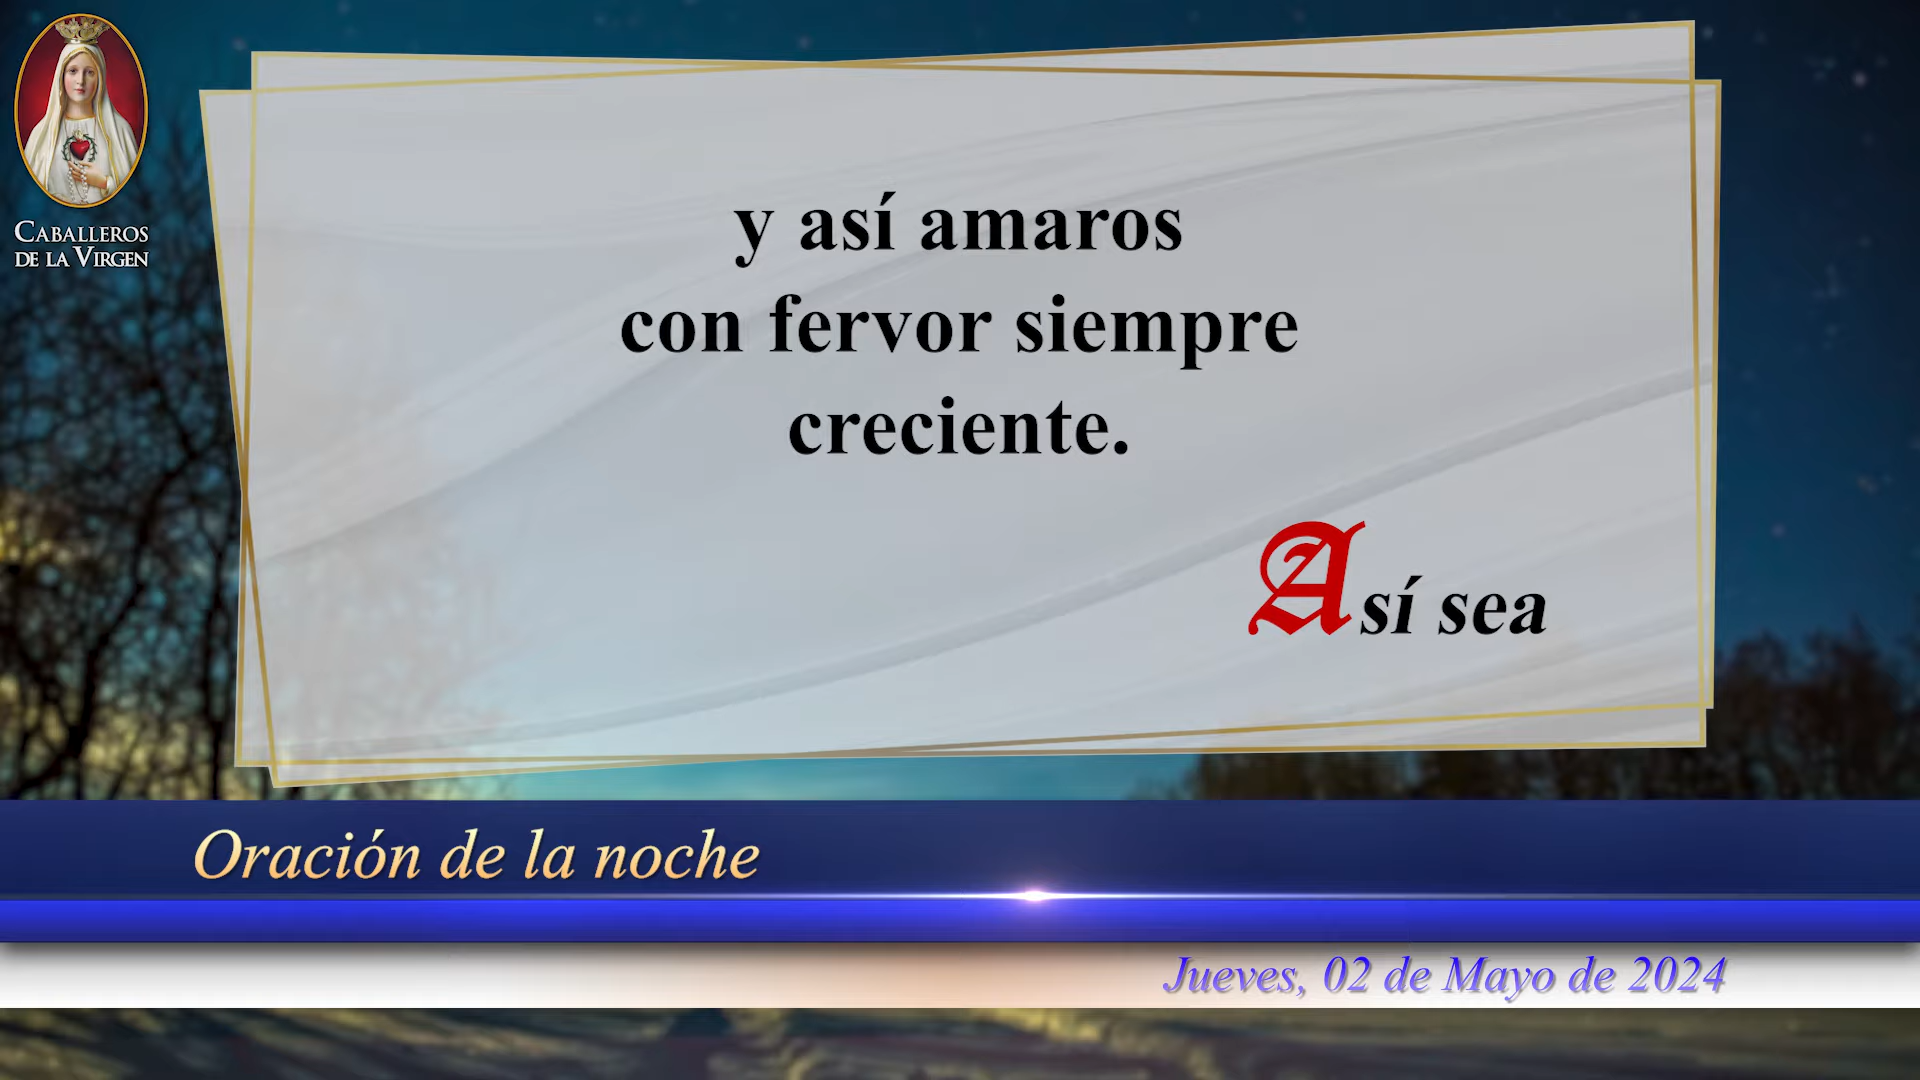 CABALLEROS
DE LA VIRGEN
y así amaros
con fervor siempre
creciente.
Así sea
Oración de la noche
Jueves, 02 de Mayo de 2024